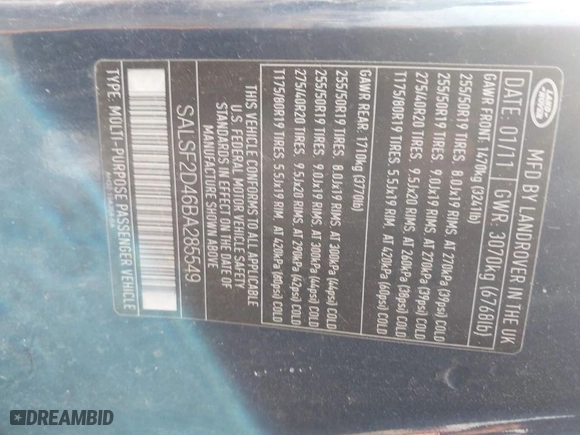 LAND ROVER
MFD BY LANDROVER IN THE UK
DATE: 01/11 GWR: 3070kg (6768lb)
GAWR FRONT: 1470kg (3241lb)
255/50R19 TIRES, 8.0Jx19 RIMS, AT 270kPa (39psi) COLD
255/50R19 TIRES, 9.0Jx19 RIMS, AT 270kPa (39psi) COLD
275/40R20 TIRES, 9.5Jx20 RIMS, AT 260kPa (38psi) COLD
T175/80R19 TIRES, 5.5Jx19 RIM, AT 420kPa (60psi) COLD
GAWR REAR: 1710kg (3770lb)
255/50R19 TIRES, 8.0Jx19 RIMS, AT 300kPa (44psi) COLD
255/50R19 TIRES, 9.0Jx19 RIMS, AT 300kPa (44psi) COLD
275/40R20 TIRES, 9.5Jx20 RIMS, AT 290kPa (42psi) COLD
T175/80R19 TIRES, 5.5Jx19 RIM, AT 420kPa (60psi) COLD
THIS VEHICLE CONFORMS TO ALL APPLICABLE
U.S. FEDERAL MOTOR VEHICLE SAFETY
STANDARDS IN EFFECT ON THE DATE OF
MANUFACTURE SHOWN ABOVE
SALSF2D46BA285549
TYPE: MULTI-PURPOSE PASSENGER VEHICLE
DREAMBID